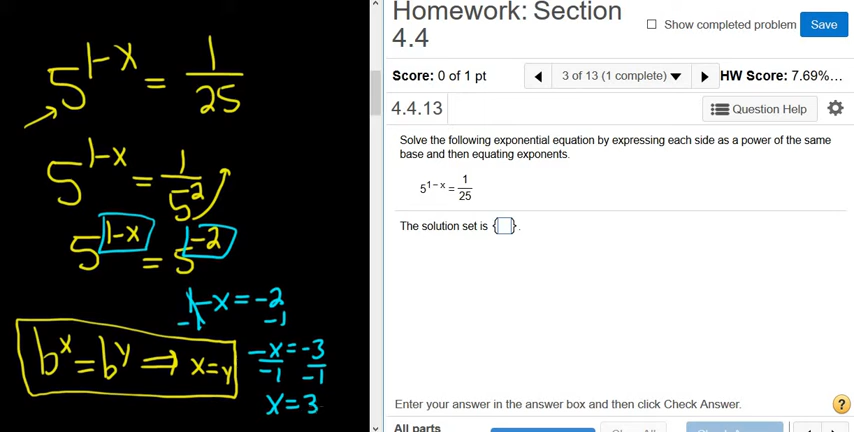 5^{1-x} = 1/25
5^{1-x} = 1/5^2
5^{1-x} = 5^{-2}
1-x = -2
-1 -1
-x = -3
-1 -1
x = 3
b^x = b^y ⟹ x=y
Homework: Section 4.4
Show completed problem
Save
Score: 0 of 1 pt
3 of 13 (1 complete)
HW Score: 7.69%...
4.4.13
Question Help
Solve the following exponential equation by expressing each side as a power of the same
base and then equating exponents.
5^{1-x} = 1/25
The solution set is { }.
Enter your answer in the answer box and then click Check Answer.
?
All parts
Clear All
Check Answer